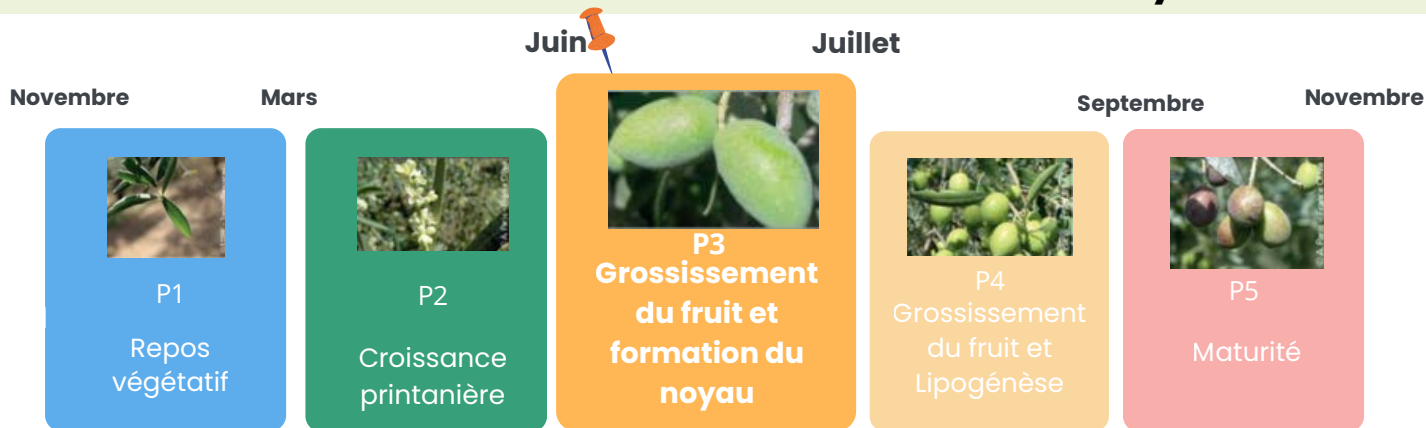 Juin
Juillet
Novembre
Mars
Septembre
Novembre
P1
Repos
végétatif
P2
Croissance
printanière
P3
Grossissement
du fruit et
formation du
noyau
P4
Grossissement
du fruit et
Lipogénèse
P5
Maturité